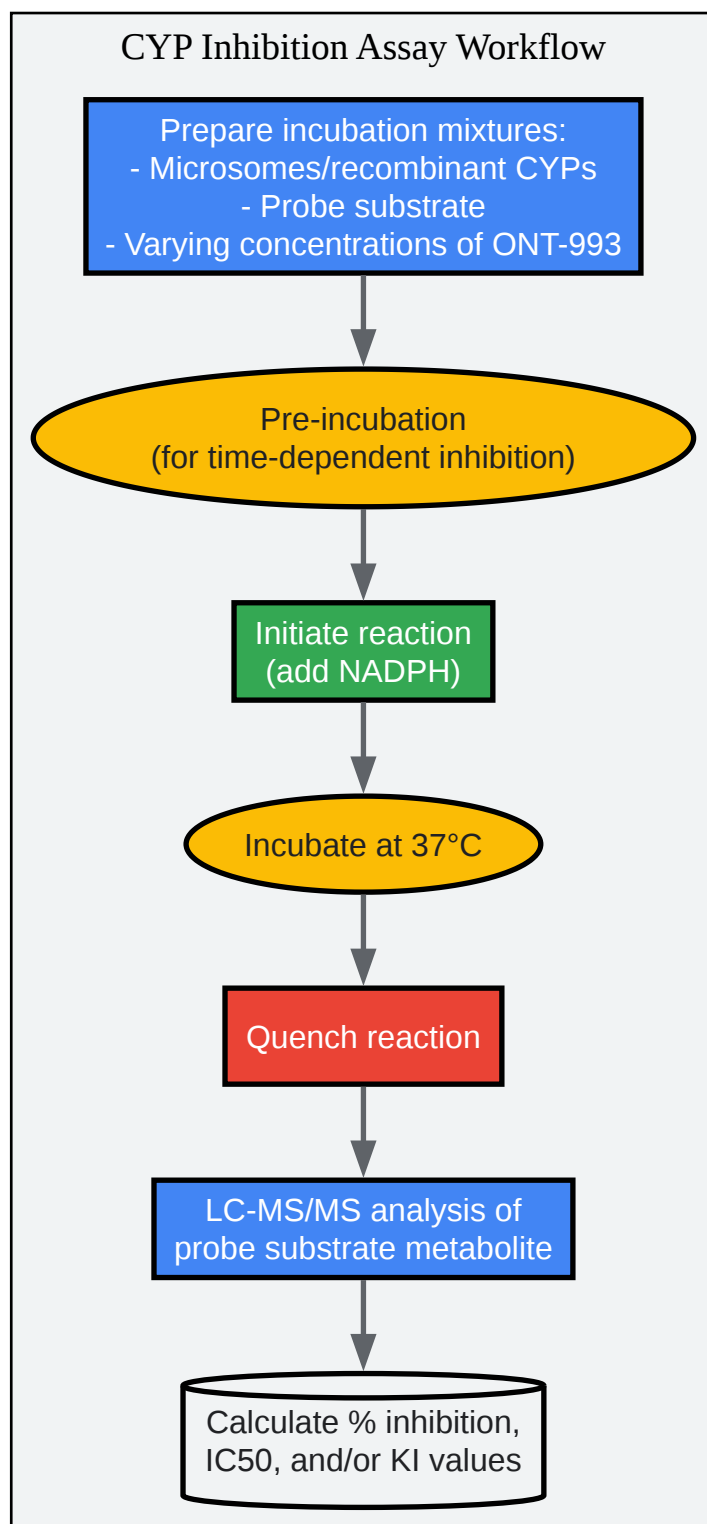 CYP Inhibition Assay Workflow
Prepare incubation mixtures:
- Microsomes/recombinant CYPs
- Probe substrate
- Varying concentrations of ONT-993
Pre-incubation
(for time-dependent inhibition)
Initiate reaction
(add NADPH)
Incubate at 37°C
Quench reaction
LC-MS/MS analysis of
probe substrate metabolite
Calculate % inhibition,
IC50, and/or KI values